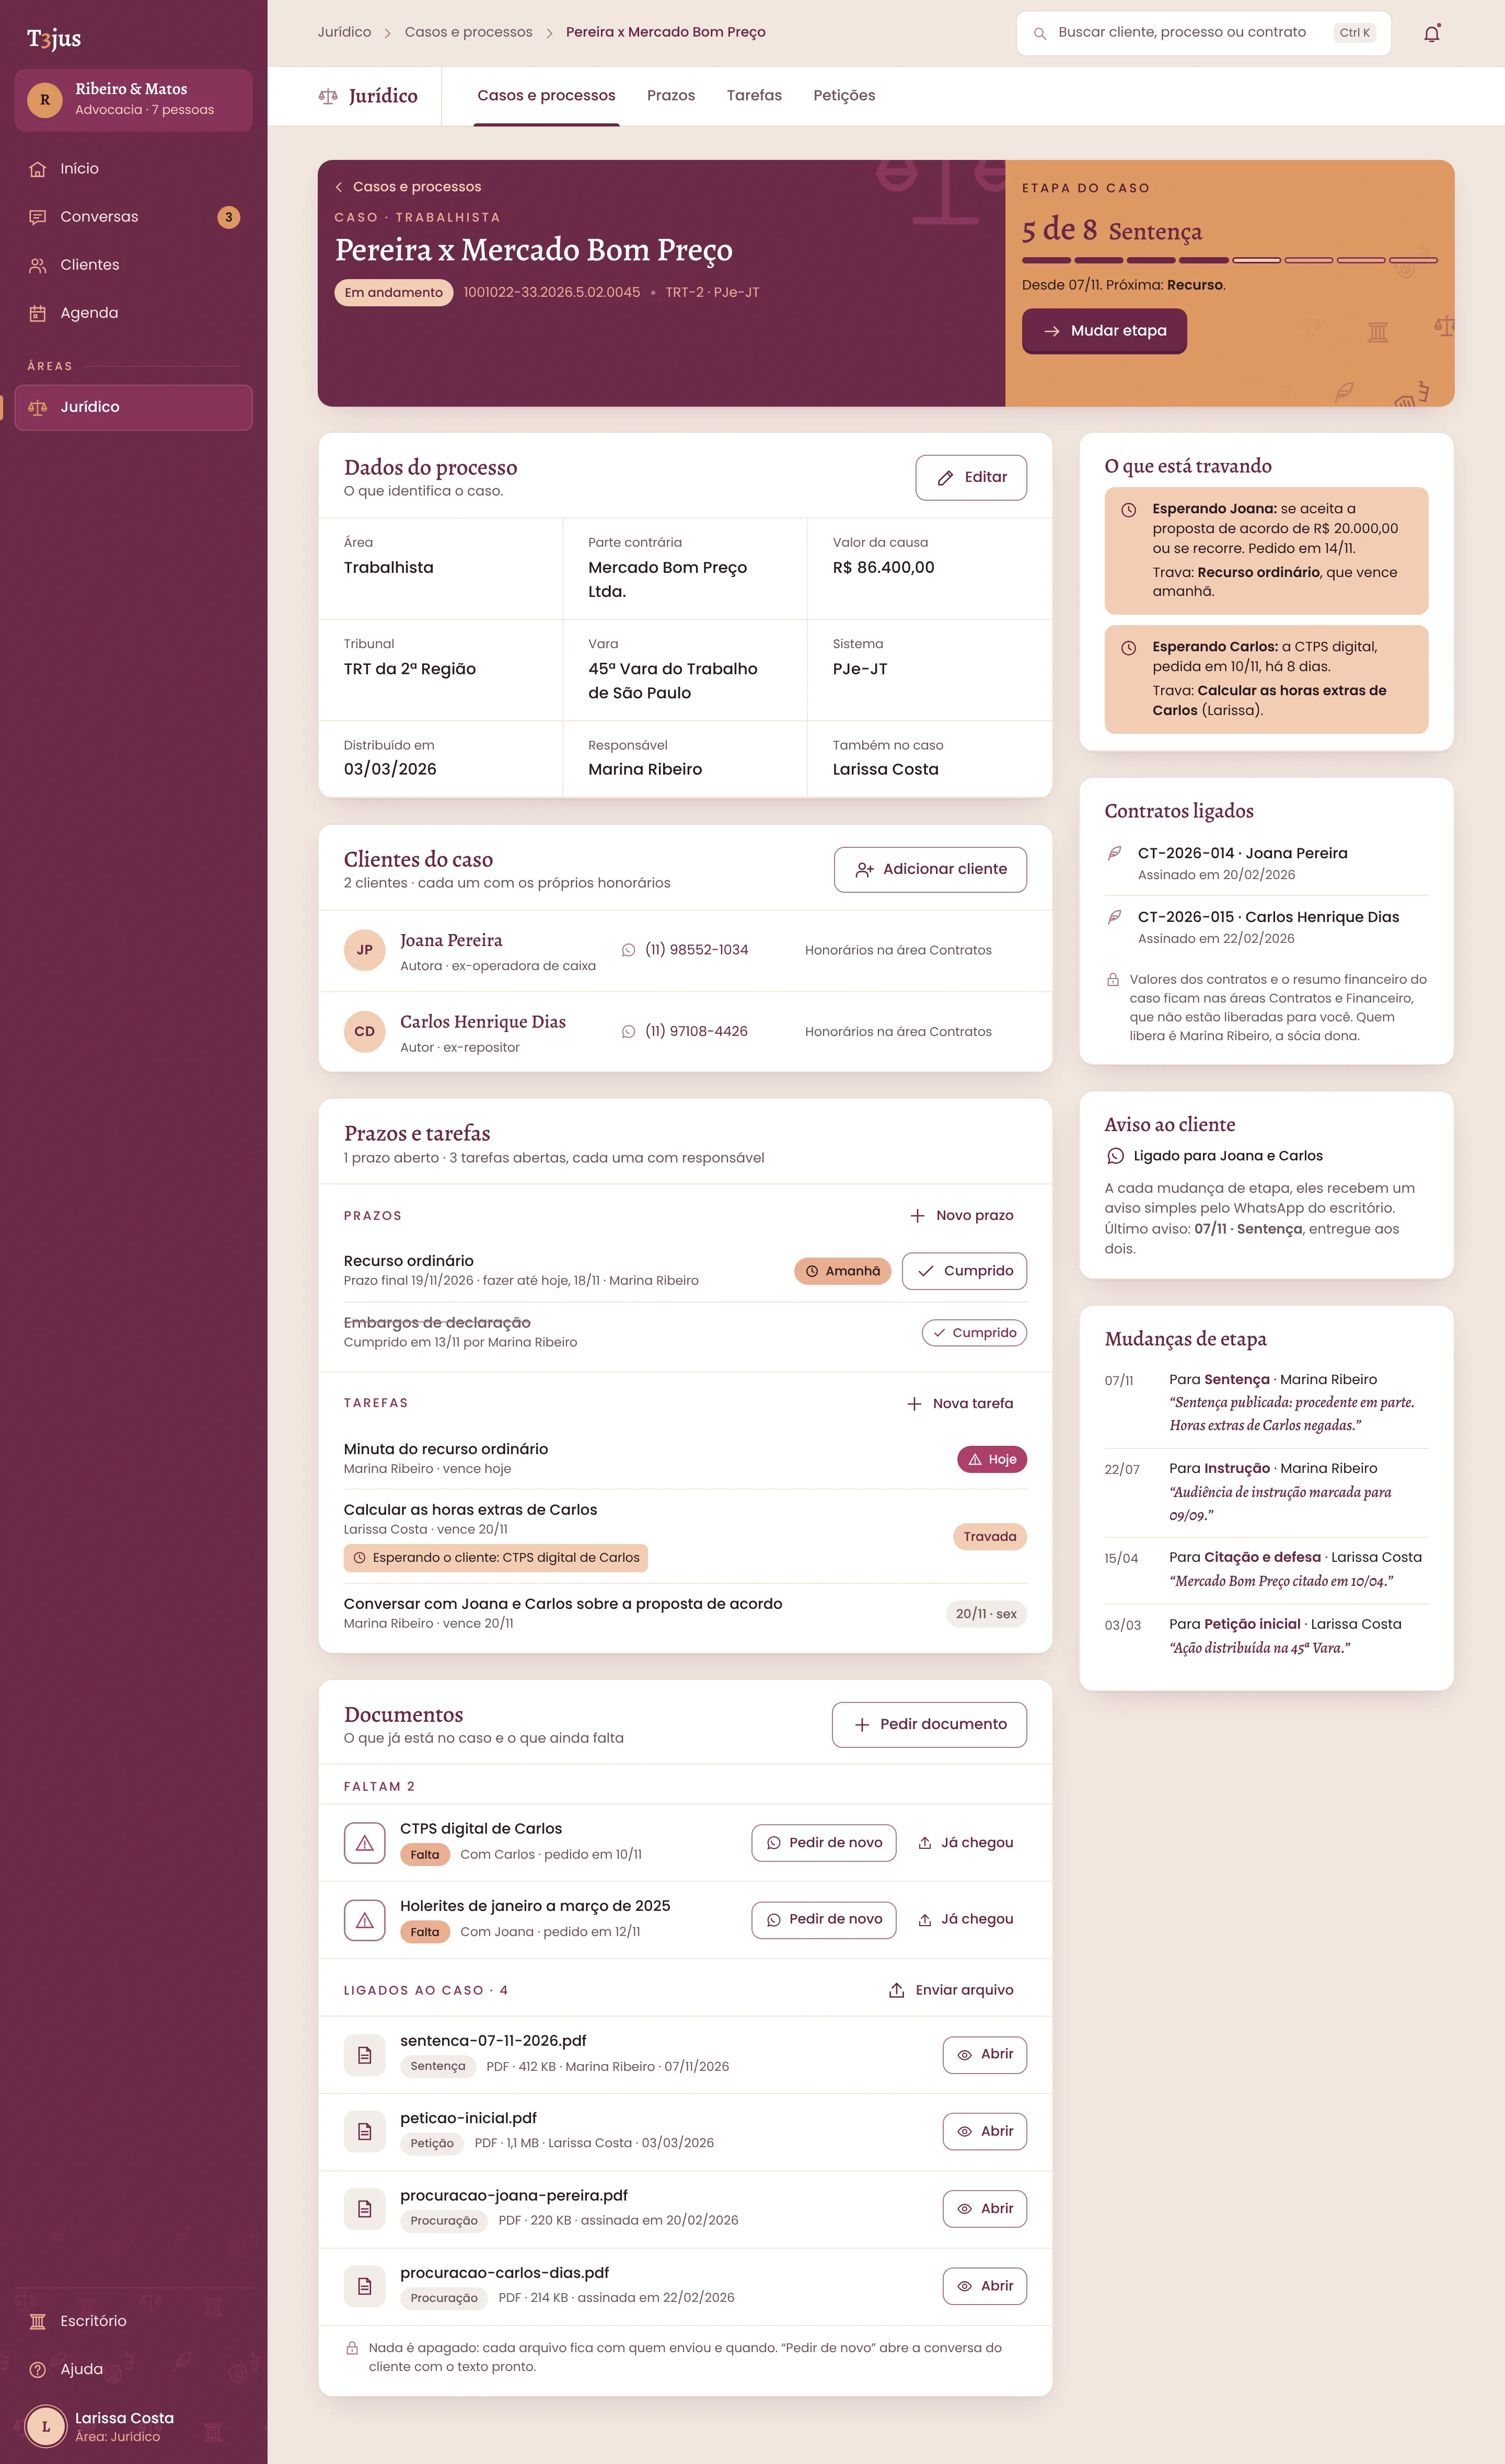 T3jus
R
Ribeiro & Matos
Advocacia · 7 pessoas
Início
Conversas
3
Clientes
Agenda
ÁREAS
Jurídico
Escritório
Ajuda
L
Larissa Costa
Área: Jurídico
Jurídico > Casos e processos > Pereira x Mercado Bom Preço
Buscar cliente, processo ou contrato
Ctrl K
Jurídico
Casos e processos
Prazos
Tarefas
Petições
Casos e processos
CASO · TRABALHISTA
Pereira x Mercado Bom Preço
Em andamento
1001022-33.2026.5.02.0045 • TRT-2 · PJe-JT
ETAPA DO CASO
5 de 8 Sentença
Desde 07/11. Próxima: Recurso.
Mudar etapa
Dados do processo
O que identifica o caso.
Editar
Área
Trabalhista
Parte contrária
Mercado Bom Preço
Ltda.
Valor da causa
R$ 86.400,00
Tribunal
TRT da 2ª Região
Vara
45ª Vara do Trabalho
de São Paulo
Sistema
PJe-JT
Distribuído em
03/03/2026
Responsável
Marina Ribeiro
Também no caso
Larissa Costa
Clientes do caso
2 clientes · cada um com os próprios honorários
Adicionar cliente
JP
Joana Pereira
Autora · ex-operadora de caixa
(11) 98552-1034
Honorários na área Contratos
CD
Carlos Henrique Dias
Autor · ex-repositor
(11) 97108-4426
Honorários na área Contratos
Prazos e tarefas
1 prazo aberto · 3 tarefas abertas, cada uma com responsável
PRAZOS
Novo prazo
Recurso ordinário
Prazo final 19/11/2026 · fazer até hoje, 18/11 · Marina Ribeiro
Amanhã
Cumprido
Embargos de declaração
Cumprido em 13/11 por Marina Ribeiro
Cumprido
TAREFAS
Nova tarefa
Minuta do recurso ordinário
Marina Ribeiro · vence hoje
Hoje
Calcular as horas extras de Carlos
Larissa Costa · vence 20/11
Esperando o cliente: CTPS digital de Carlos
Travada
Conversar com Joana e Carlos sobre a proposta de acordo
Marina Ribeiro · vence 20/11
20/11 · sex
Documentos
O que já está no caso e o que ainda falta
Pedir documento
FALTAM 2
CTPS digital de Carlos
Falta
Com Carlos · pedido em 10/11
Pedir de novo
Já chegou
Holerites de janeiro a março de 2025
Falta
Com Joana · pedido em 12/11
Pedir de novo
Já chegou
LIGADOS AO CASO · 4
Enviar arquivo
sentenca-07-11-2026.pdf
Sentença
PDF · 412 KB · Marina Ribeiro · 07/11/2026
Abrir
peticao-inicial.pdf
Petição
PDF · 1,1 MB · Larissa Costa · 03/03/2026
Abrir
procuracao-joana-pereira.pdf
Procuração
PDF · 220 KB · assinada em 20/02/2026
Abrir
procuracao-carlos-dias.pdf
Procuração
PDF · 214 KB · assinada em 22/02/2026
Abrir
Nada é apagado: cada arquivo fica com quem enviou e quando. “Pedir de novo” abre a conversa do
cliente com o texto pronto.
O que está travando
Esperando Joana: se aceita a
proposta de acordo de R$ 20.000,00
ou se recorre. Pedido em 14/11.
Trava: Recurso ordinário, que vence
amanhã.
Esperando Carlos: a CTPS digital,
pedida em 10/11, há 8 dias.
Trava: Calcular as horas extras de
Carlos (Larissa).
Contratos ligados
CT-2026-014 · Joana Pereira
Assinado em 20/02/2026
CT-2026-015 · Carlos Henrique Dias
Assinado em 22/02/2026
Valores dos contratos e o resumo financeiro do
caso ficam nas áreas Contratos e Financeiro,
que não estão liberadas para você. Quem
libera é Marina Ribeiro, a sócia dona.
Aviso ao cliente
Ligado para Joana e Carlos
A cada mudança de etapa, eles recebem um
aviso simples pelo WhatsApp do escritório.
Último aviso: 07/11 · Sentença, entregue aos
dois.
Mudanças de etapa
07/11
Para Sentença · Marina Ribeiro
“Sentença publicada: procedente em parte.
Horas extras de Carlos negadas.”
22/07
Para Instrução · Marina Ribeiro
“Audiência de instrução marcada para
09/09.”
15/04
Para Citação e defesa · Larissa Costa
“Mercado Bom Preço citado em 10/04.”
03/03
Para Petição inicial · Larissa Costa
“Ação distribuída na 45ª Vara.”